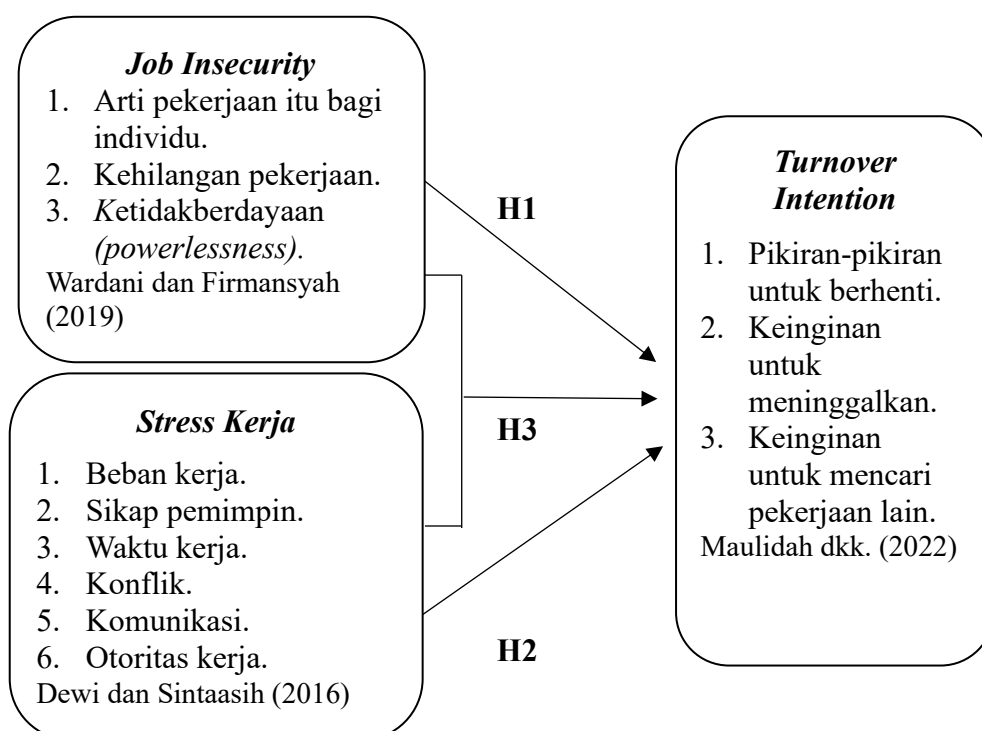 Job Insecurity
1. Arti pekerjaan itu bagi
individu.
2. Kehilangan pekerjaan.
3. Ketidakberdayaan
(powerlessness).
Wardani dan Firmansyah
(2019)
Stress Kerja
1. Beban kerja.
2. Sikap pemimpin.
3. Waktu kerja.
4. Konflik.
5. Komunikasi.
6. Otoritas kerja.
Dewi dan Sintaasih (2016)
H1
H3
H2
Turnover
Intention
1. Pikiran-pikiran
untuk berhenti.
2. Keinginan
untuk
meninggalkan.
3. Keinginan
untuk mencari
pekerjaan lain.
Maulidah dkk. (2022)